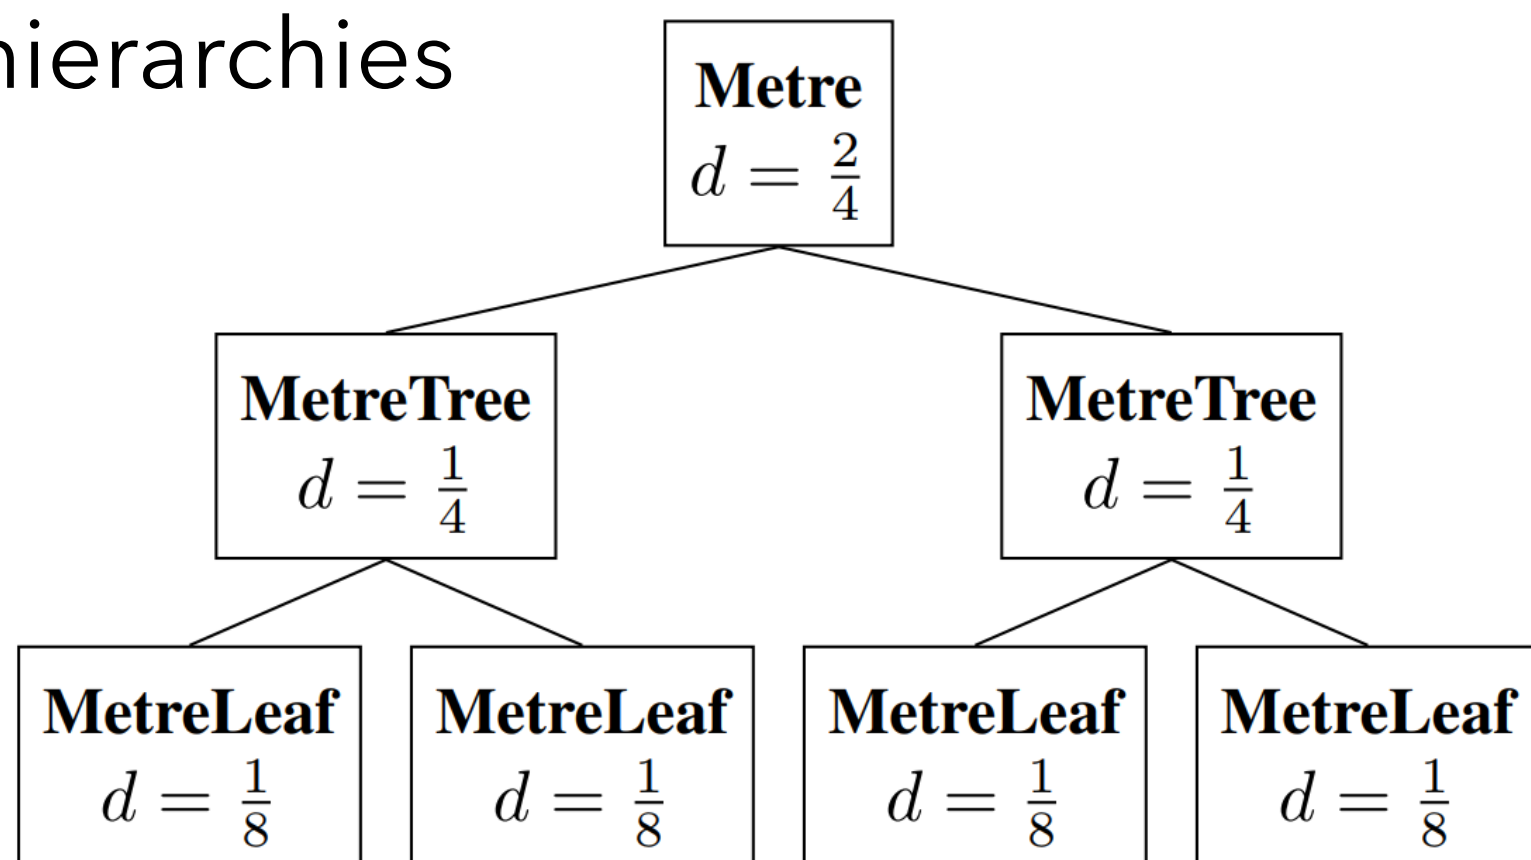 hierarchies
Metre
d = 2/4
MetreTree
d = 1/4
MetreTree
d = 1/4
MetreLeaf
d = 1/8
MetreLeaf
d = 1/8
MetreLeaf
d = 1/8
MetreLeaf
d = 1/8